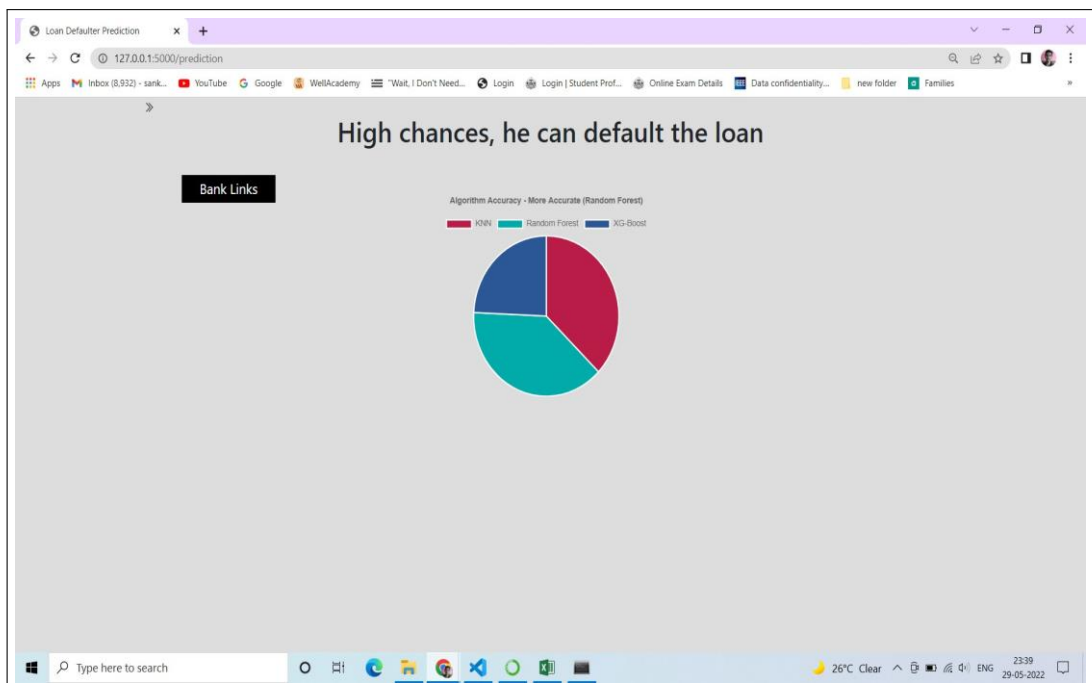 Loan Defaulter Prediction
127.0.0.1:5000/prediction
Apps Inbox (8,932) - sank... YouTube Google WellAcademy "Wait, I Don't Need... Login Login | Student Prof... Online Exam Details Data confidentiality... new folder Families
High chances, he can default the loan
Bank Links
Algorithm Accuracy - More Accurate (Random Forest)
KNN Random Forest XG-Boost
Type here to search
26°C Clear ENG
23:39
29-05-2022